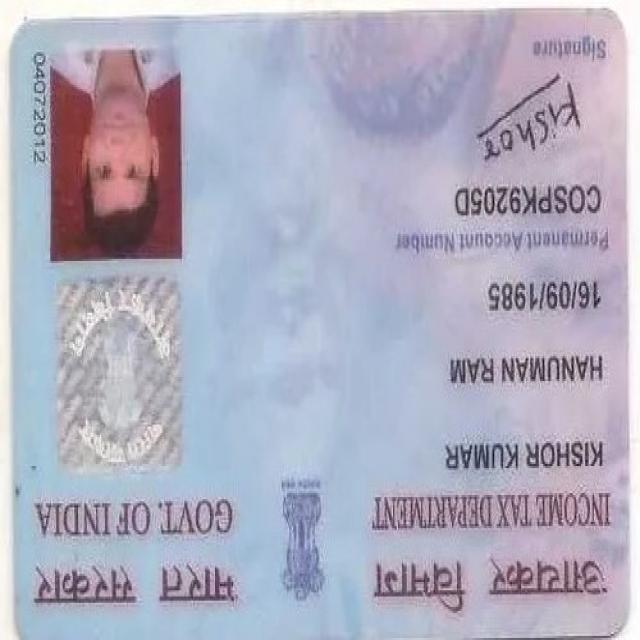 आयकर विभाग
INCOME TAX DEPARTMENT
भारत सरकार
GOVT. OF INDIA
KISHOR KUMAR
HANUMAN RAM
16/09/1985
Permanent Account Number
COSPK9205D
Kishor
Signature
04072012